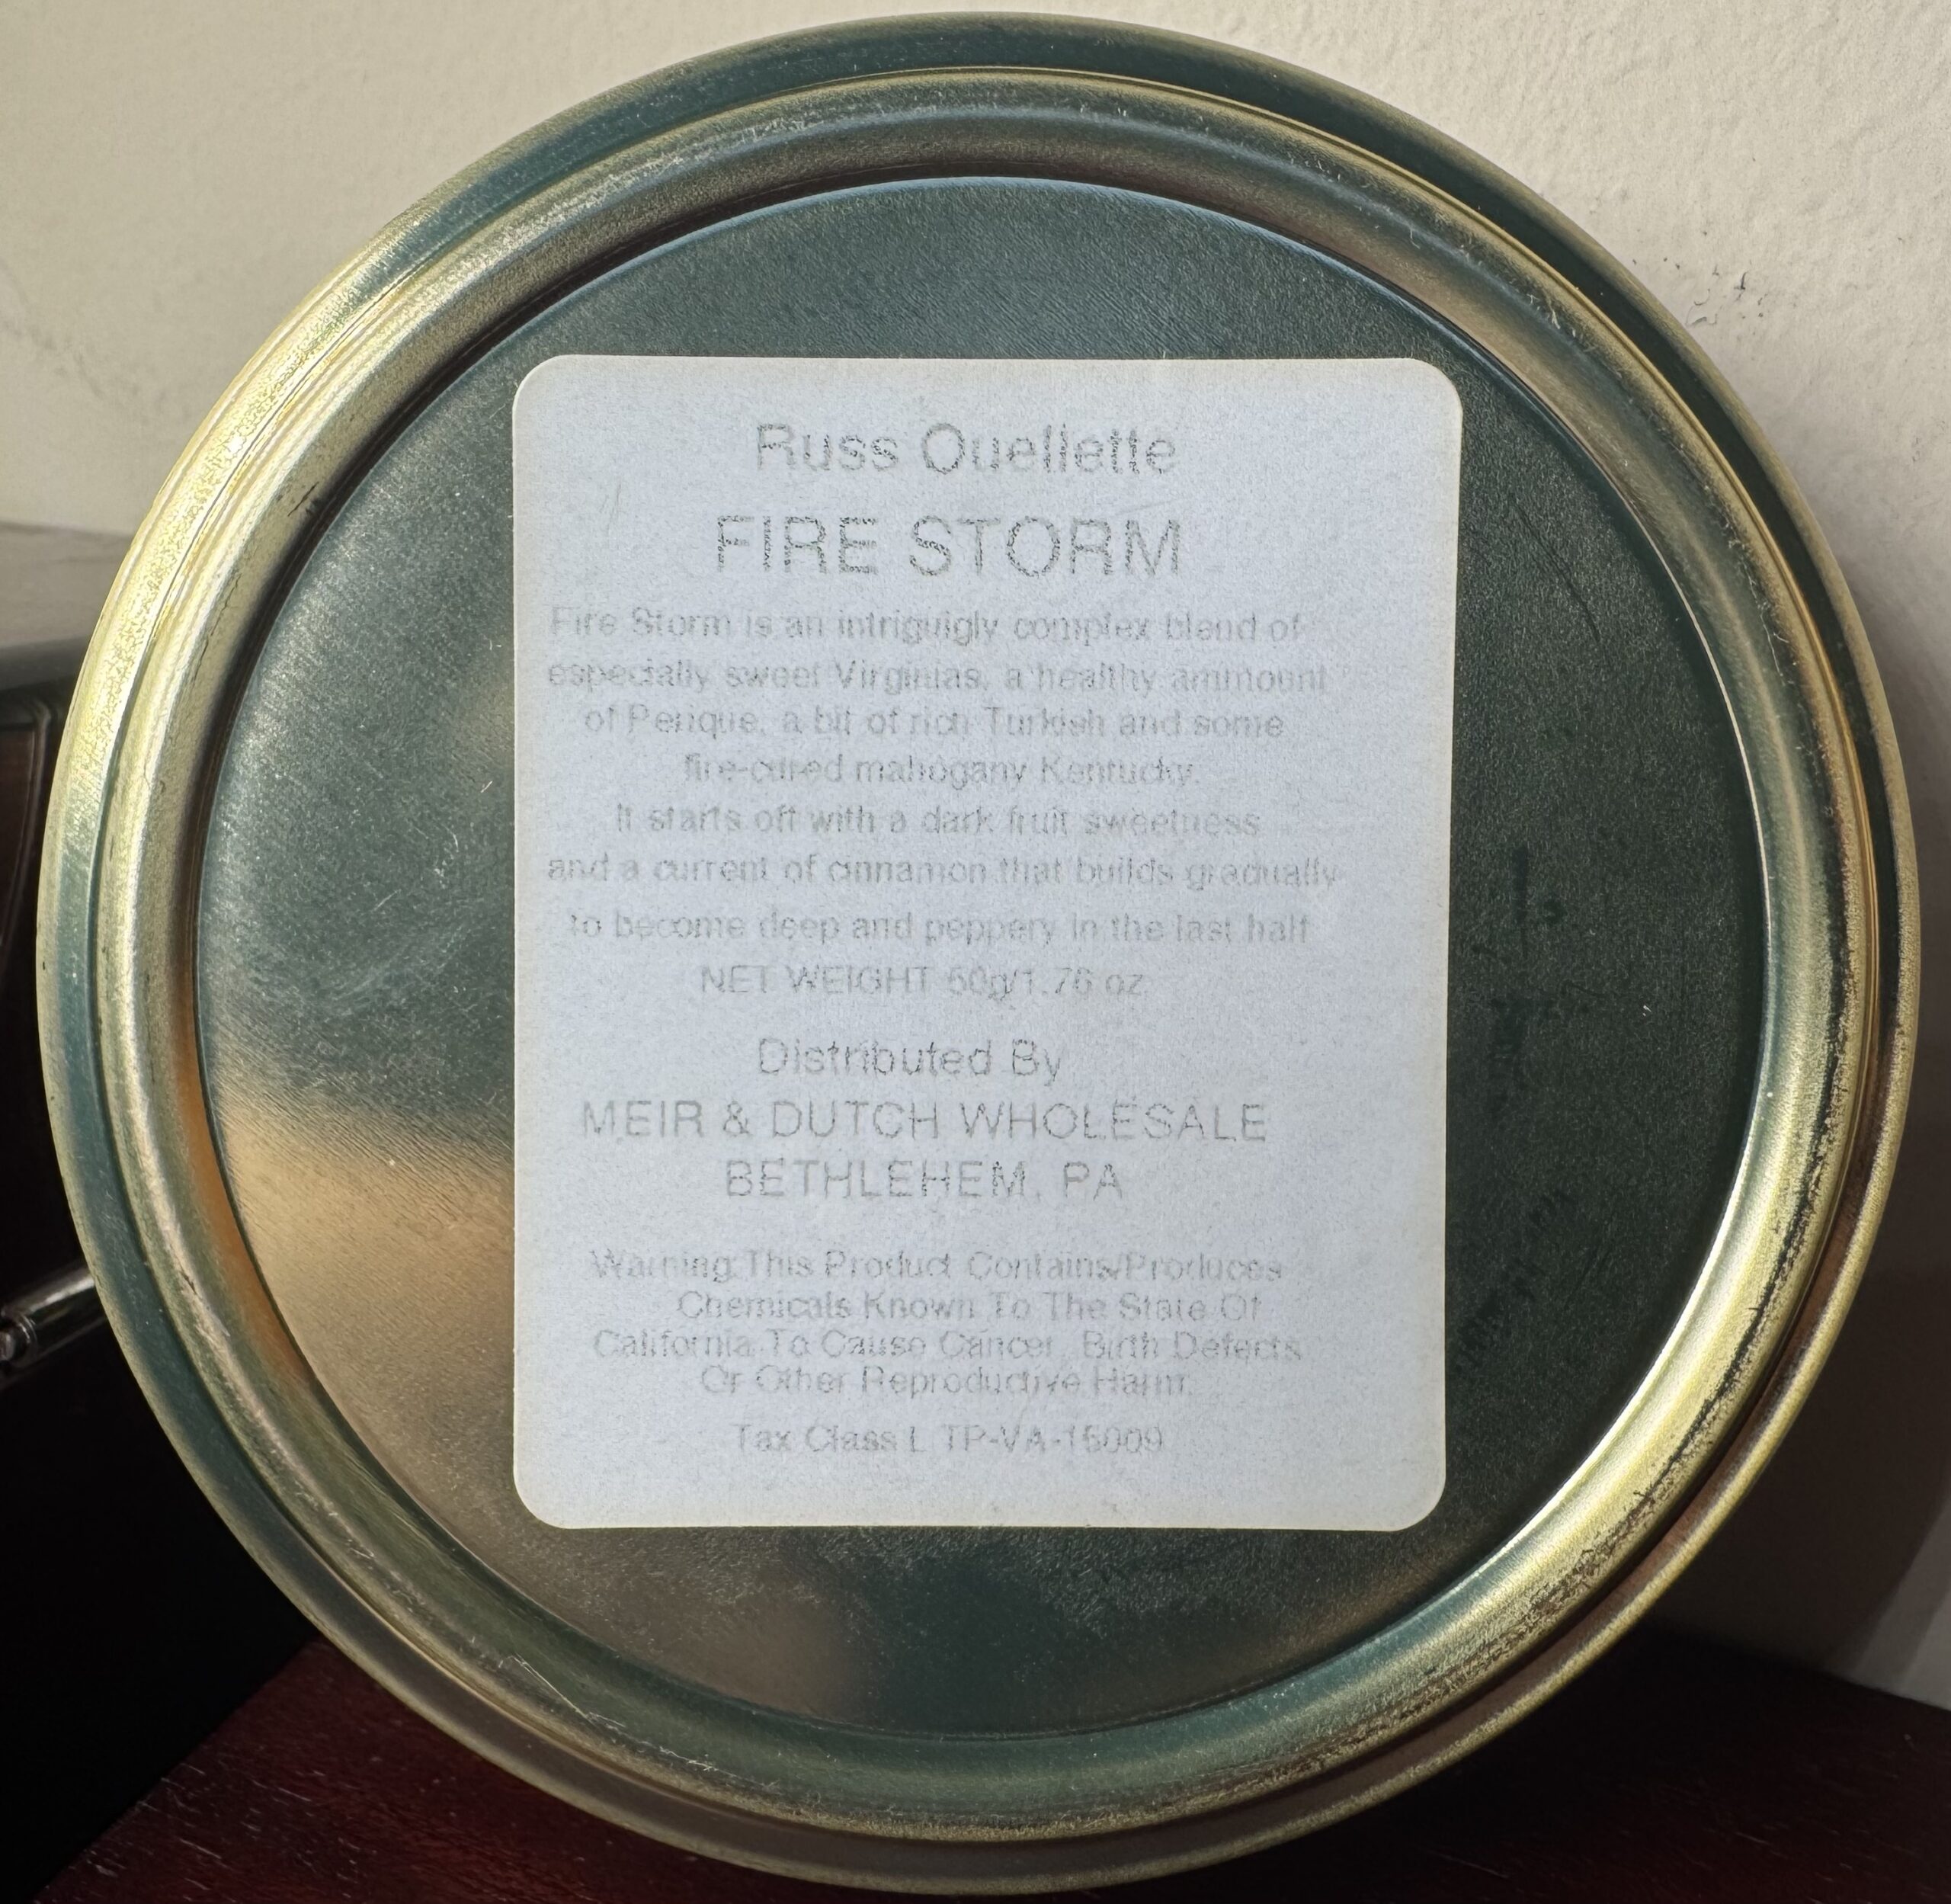 Russ Ouellette
FIRE STORM
Fire Storm is an intriguigly complex blend of
especially sweet Virginias, a healthy ammount
of Perique, a bit of rich Turkish and some
fire-cured mahogany Kentucky.
It starts off with a dark fruit sweetness
and a current of cinnamon that builds gradually
to become deep and peppery in the last half
NET WEIGHT 50g/1.76 oz
Distributed By
MEIR & DUTCH WHOLESALE
BETHLEHEM, PA
Warning:This Product Contains/Produces
Chemicals Known To The State Of
California To Cause Cancer, Birth Defects
Or Other Reproductive Harm.
Tax Class L TP-VA-15009